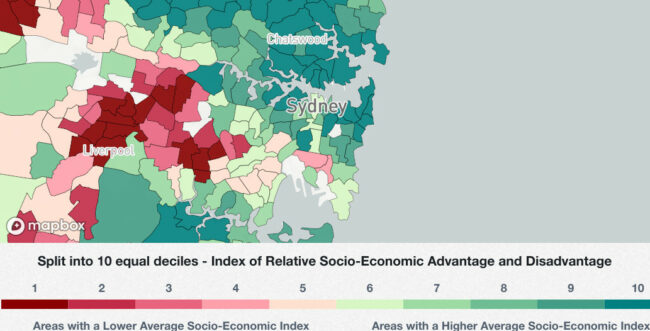 Chatswood
Sydney
Liverpool
mapbox
Split into 10 equal deciles - Index of Relative Socio-Economic Advantage and Disadvantage
1 2 3 4 5 6 7 8 9 10
Areas with a Lower Average Socio-Economic Index Areas with a Higher Average Socio-Economic Index